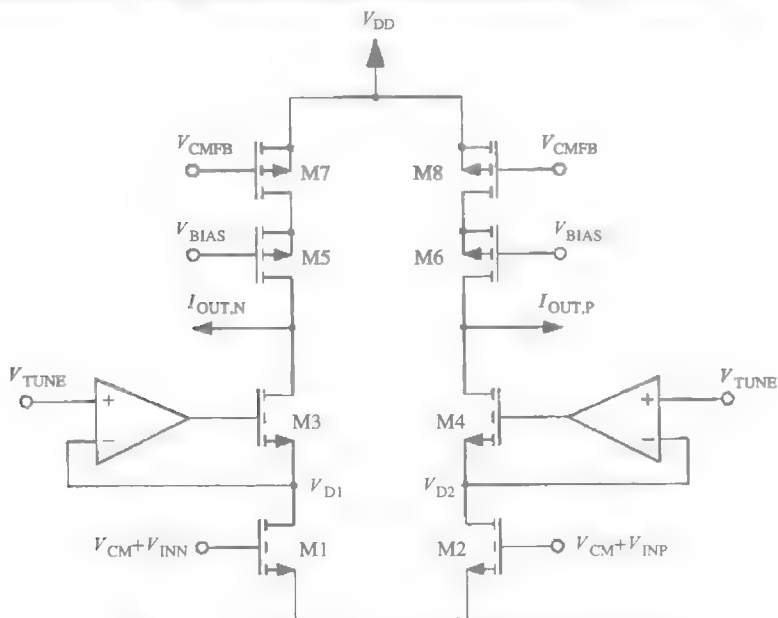 V_DD
V_CMFB M7 M8 V_CMFB
V_BIAS M5 M6 V_BIAS
I_OUT,N I_OUT,P
V_TUNE + M3 M4 + V_TUNE
− −
V_D1 V_D2
V_CM+V_INN M1 M2 V_CM+V_INP